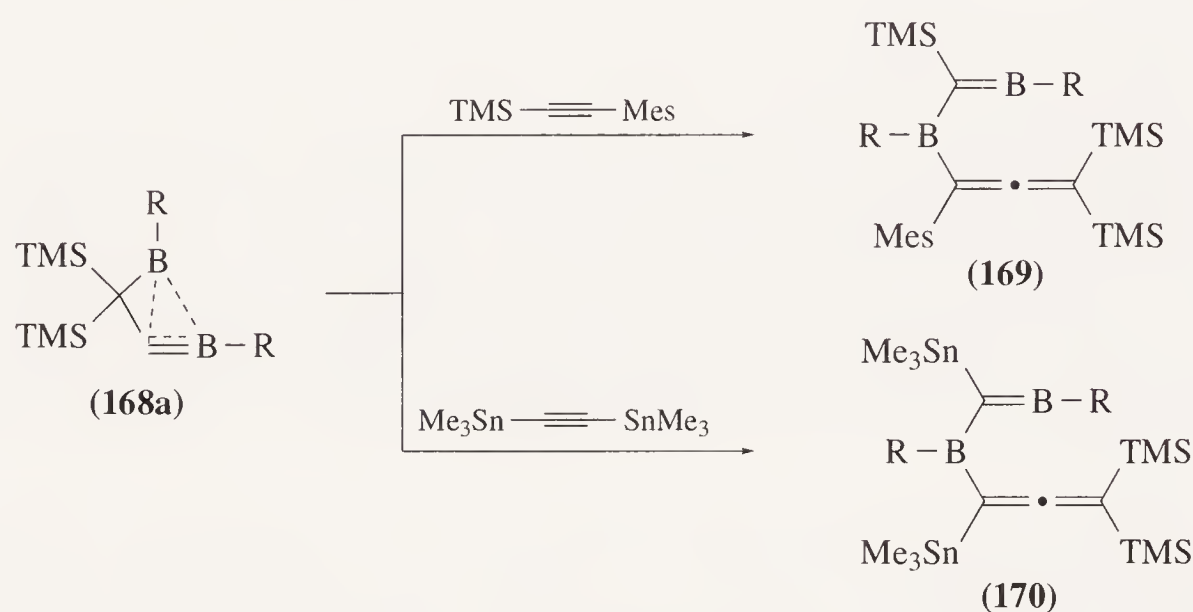 TMS
B–R
TMS–≡–Mes
R–B
TMS
R
B
TMS
TMS
Mes
TMS
(169)
B–R
(168a)
Me₃Sn
B–R
Me₃Sn–≡–SnMe₃
R–B
TMS
Me₃Sn
TMS
(170)